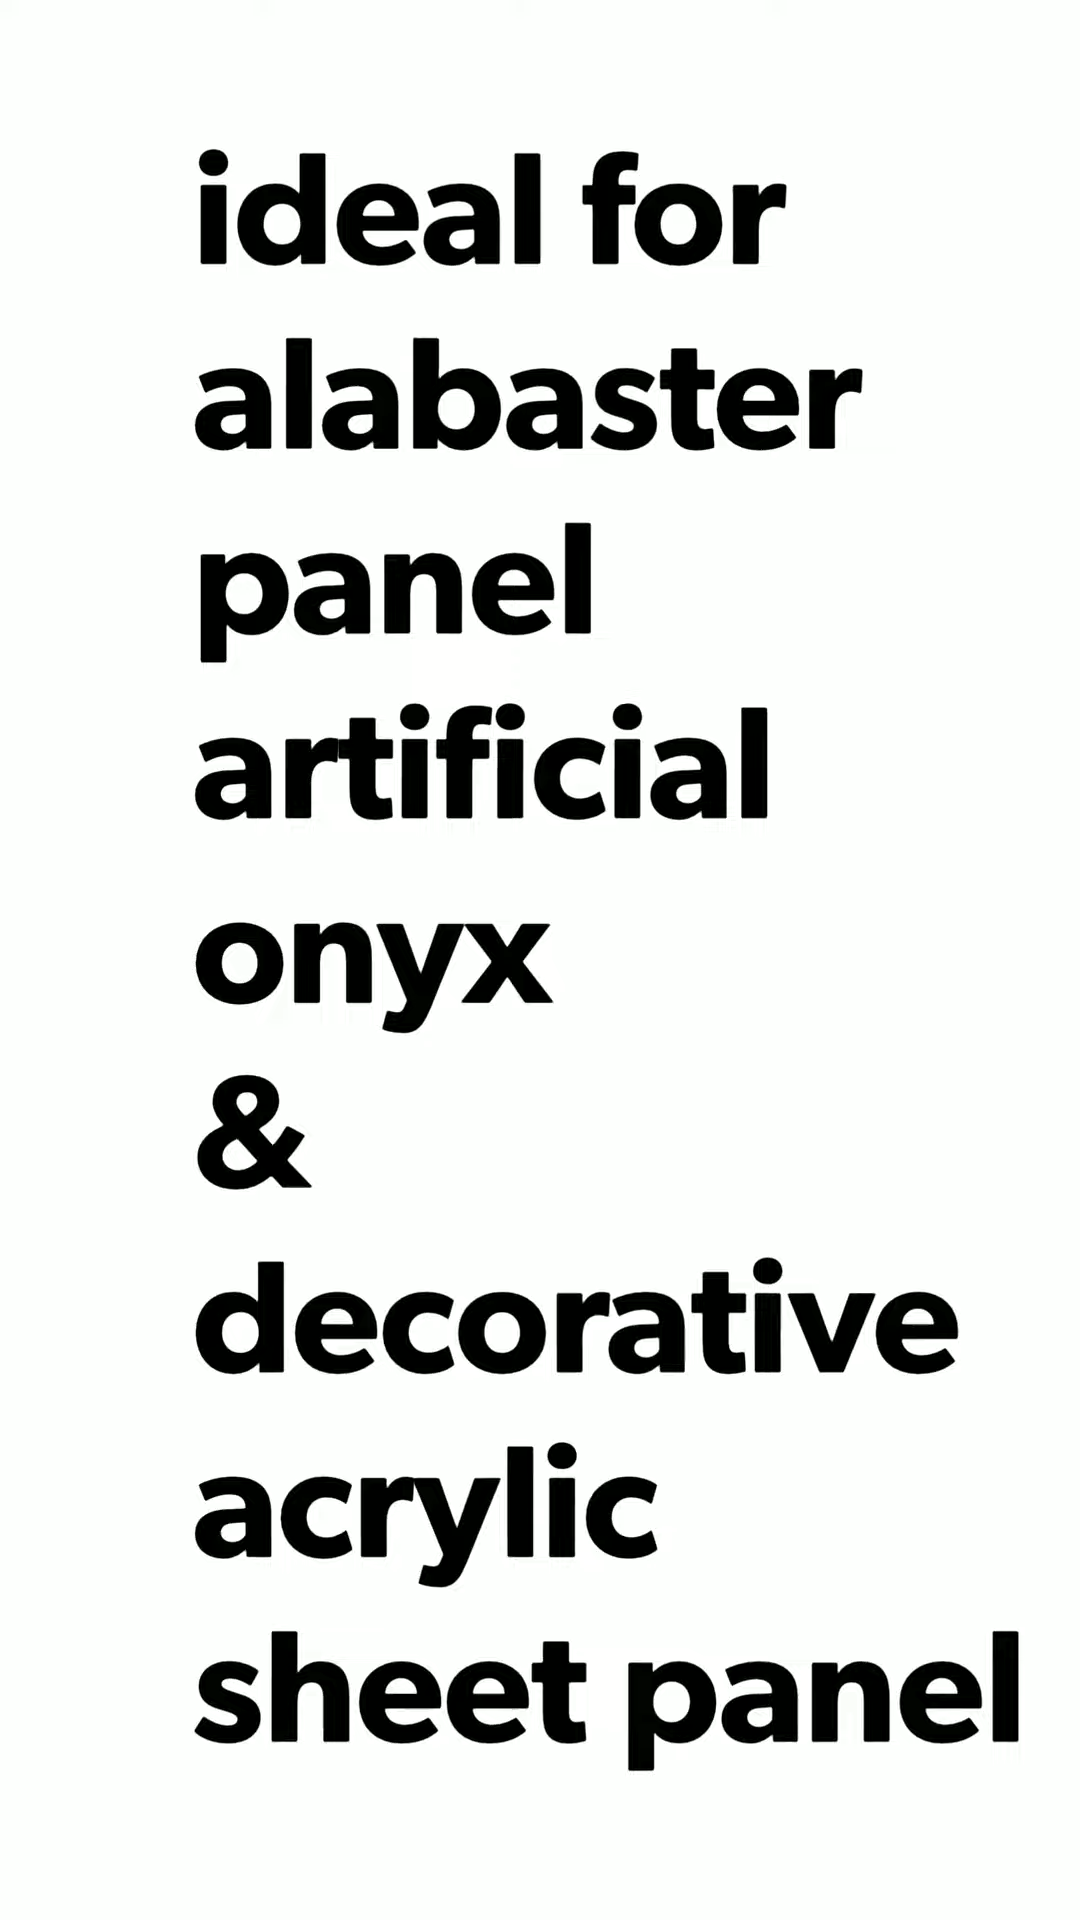 ideal for
alabaster
panel
artificial
onyx
&
decorative
acrylic
sheet panel